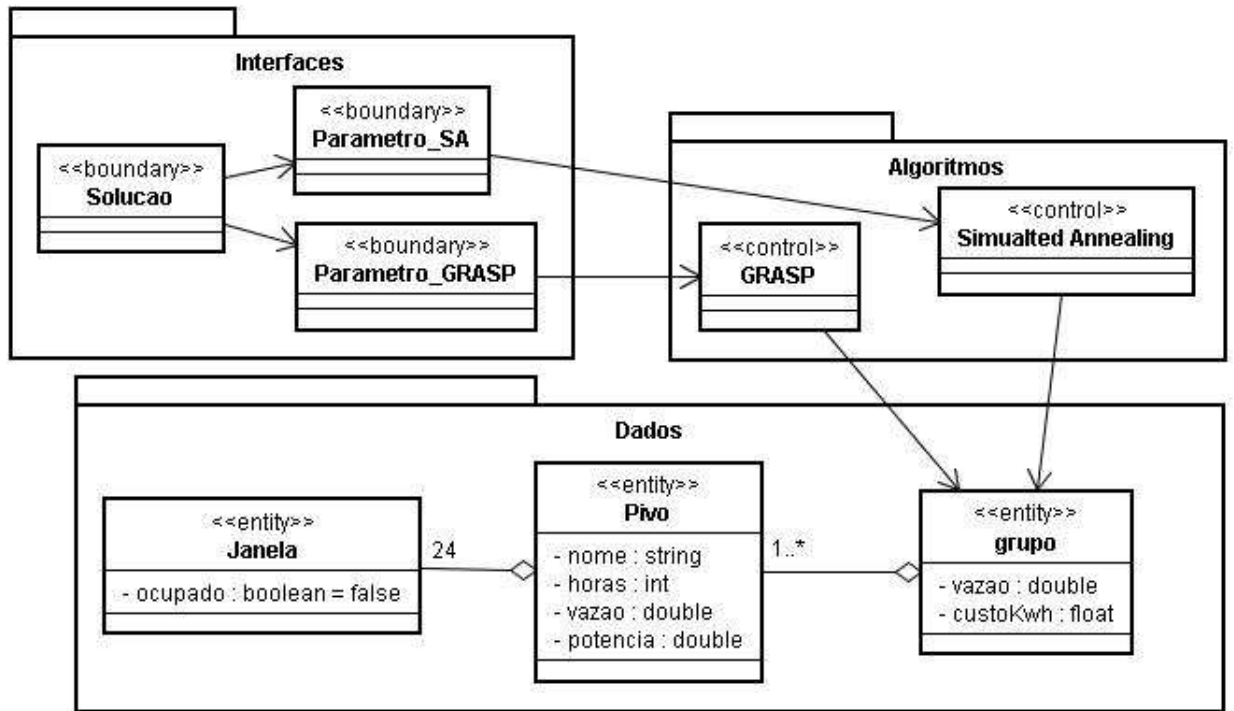 Interfaces
<<boundary>>
Solucao
<<boundary>>
Parametro_SA
<<boundary>>
Parametro_GRASP
Algoritmos
<<control>>
GRASP
<<control>>
Simualted Annealing
Dados
<<entity>>
Janela
- ocupado : boolean = false
24
<<entity>>
Pivo
- nome : string
- horas : int
- vazao : double
- potencia : double
1..*
<<entity>>
grupo
- vazao : double
- custoKwh : float